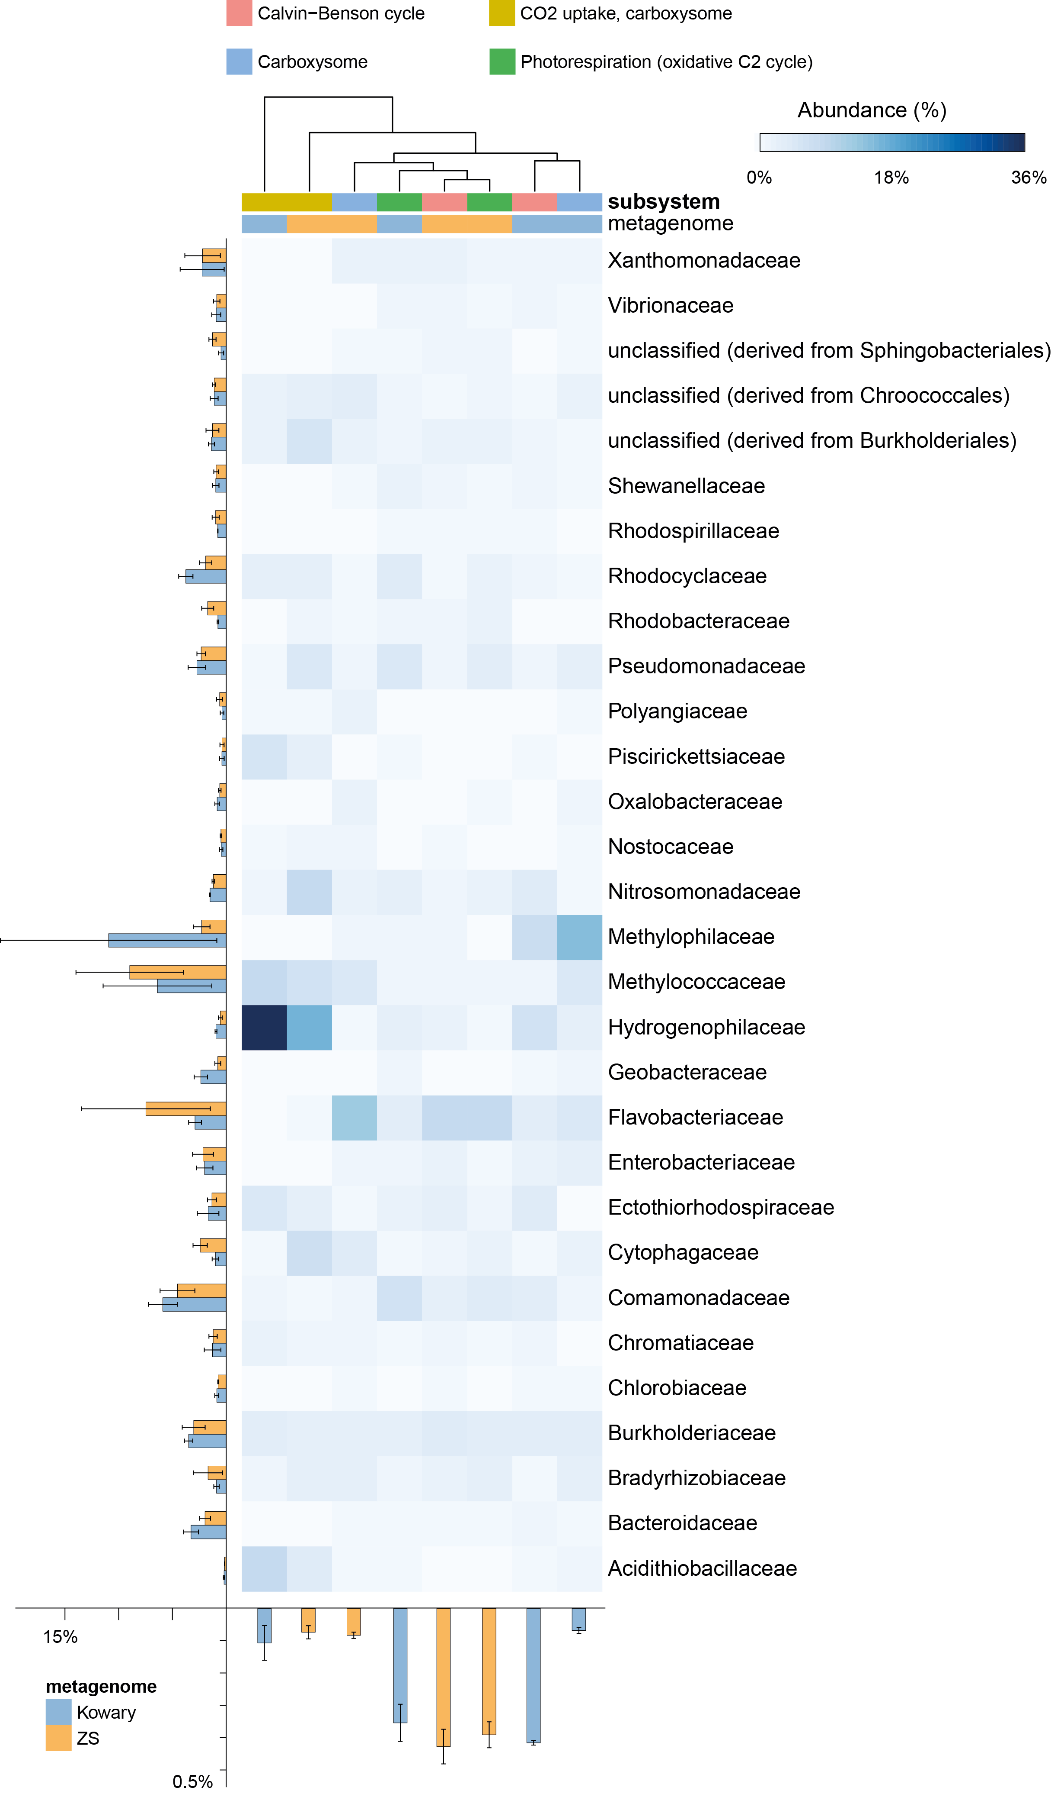 Calvin−Benson cycle
CO2 uptake, carboxysome
Carboxysome
Photorespiration (oxidative C2 cycle)
Abundance (%)
0%
18%
36%
subsystem
metagenome
Xanthomonadaceae
Vibrionaceae
unclassified (derived from Sphingobacteriales)
unclassified (derived from Chroococcales)
unclassified (derived from Burkholderiales)
Shewanellaceae
Rhodospirillaceae
Rhodocyclaceae
Rhodobacteraceae
Pseudomonadaceae
Polyangiaceae
Piscirickettsiaceae
Oxalobacteraceae
Nostocaceae
Nitrosomonadaceae
Methylophilaceae
Methylococcaceae
Hydrogenophilaceae
Geobacteraceae
Flavobacteriaceae
Enterobacteriaceae
Ectothiorhodospiraceae
Cytophagaceae
Comamonadaceae
Chromatiaceae
Chlorobiaceae
Burkholderiaceae
Bradyrhizobiaceae
Bacteroidaceae
Acidithiobacillaceae
15%
metagenome
Kowary
ZS
0.5%